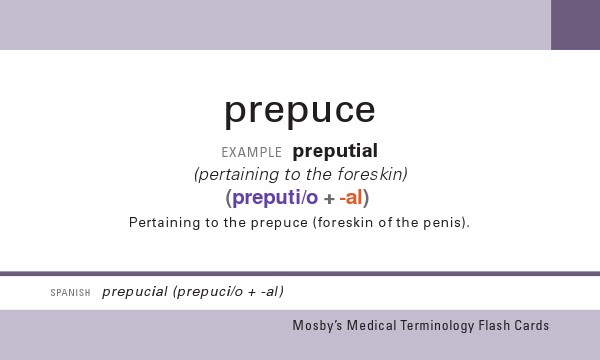 prepuce
EXAMPLE preputial
(pertaining to the foreskin)
(preputi/o + -al)
Pertaining to the prepuce (foreskin of the penis).
SPANISH prepucial (prepuci/o + -al)
Mosby's Medical Terminology Flash Cards